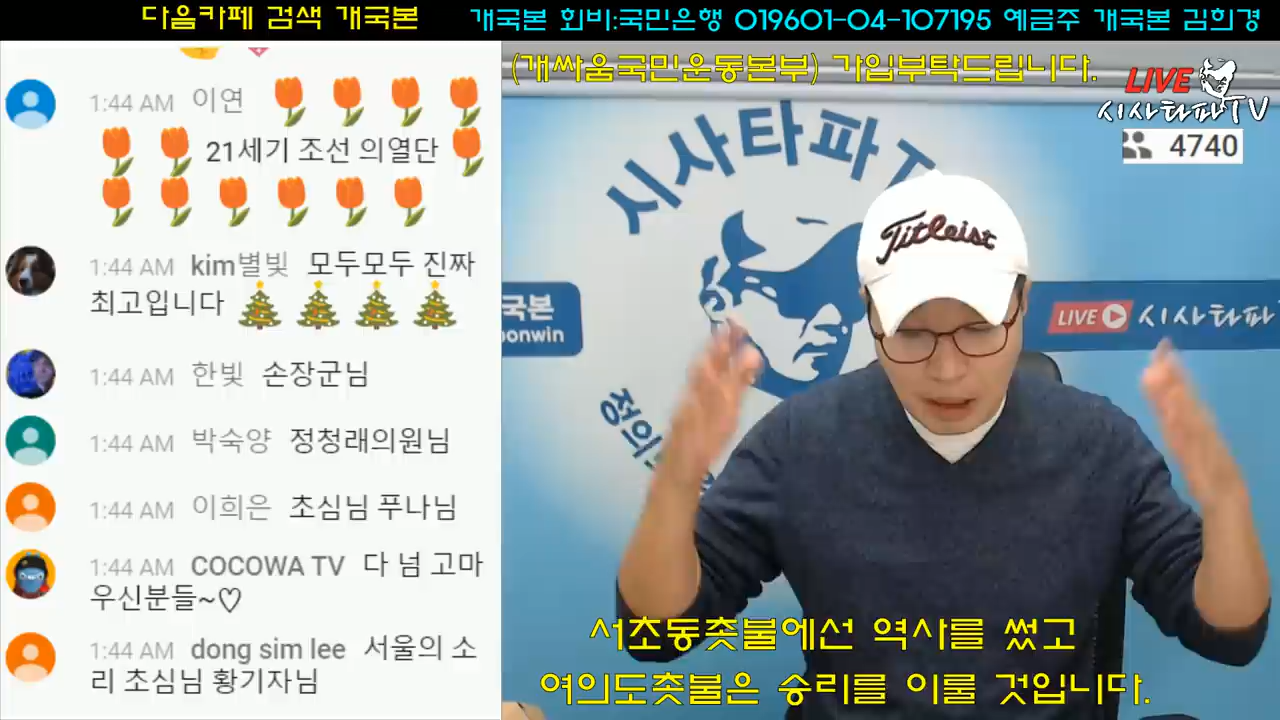 다음카페 검색 개국본 개국본 회비:국민은행 019601-04-107195 예금주 개국본 김희경
(개싸움국민운동본부) 가입부탁드립니다.
LIVE
시사타파TV
4740
1:44 AM 이연
21세기 조선 의열단
1:44 AM kim별빛 모두모두 진짜
최고입니다
1:44 AM 한빛 손장군님
1:44 AM 박숙양 정청래의원님
1:44 AM 이희은 초심님 푸나님
1:44 AM COCOWA TV 다 넘 고마
우신분들~♡
1:44 AM dong sim lee 서울의 소
리 초심님 황기자님
시사타파T
Titleist
국본
onwin
LIVE 시사타파
정의
서초동촛불에선 역사를 썼고
여의도촛불은 승리를 이룰 것입니다.